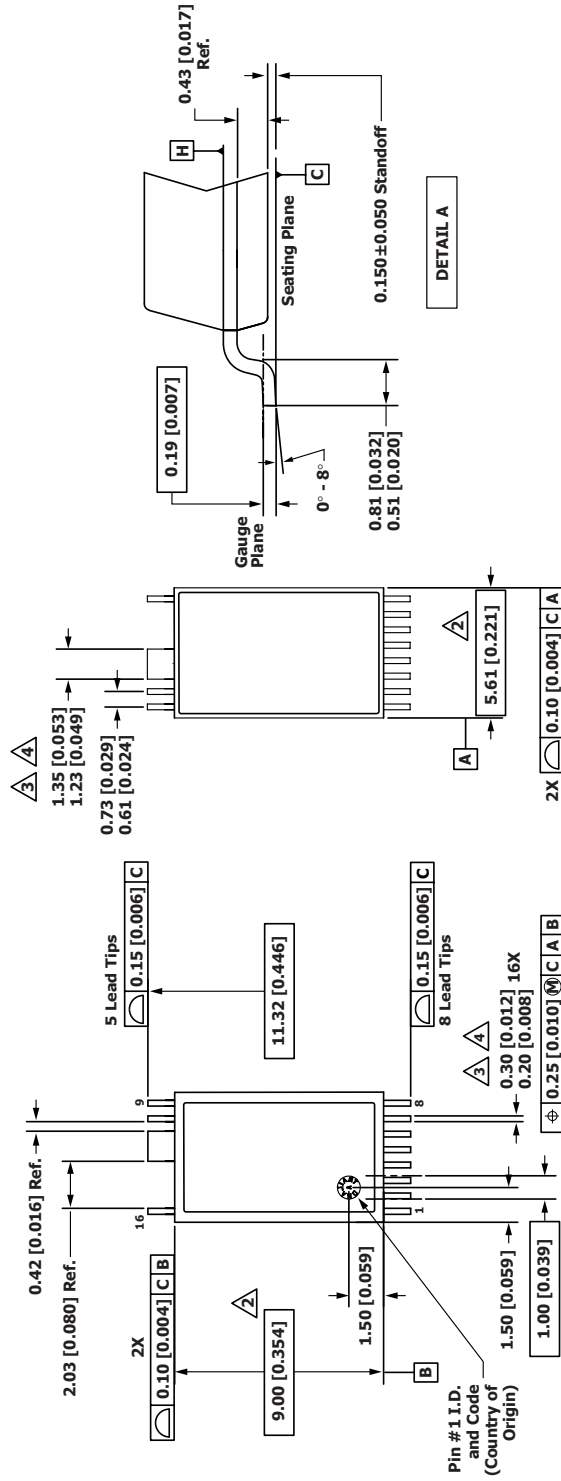 0.42 [0.016] Ref.
2.03 [0.080] Ref.
2X
0.10 [0.004] C B
16
9
5 Lead Tips
0.15 [0.006] C
11.32 [0.446]
2
9.00 [0.354]
1.50 [0.059]
B
Pin #1 I.D.
and Code
(Country of
Origin)
1
8
0.15 [0.006] C
8 Lead Tips
3 4
0.30 [0.012]
0.20 [0.008]
16X
0.25 [0.010] M C A B
1.50 [0.059]
1.00 [0.039]
3 4
1.35 [0.053]
1.23 [0.049]
0.73 [0.029]
0.61 [0.024]
2
5.61 [0.221]
A
2X
0.10 [0.004] C A
0.19 [0.007]
Gauge
Plane
0° - 8°
0.81 [0.032]
0.51 [0.020]
H
0.43 [0.017]
Ref.
Seating Plane
C
0.150±0.050 Standoff
DETAIL A